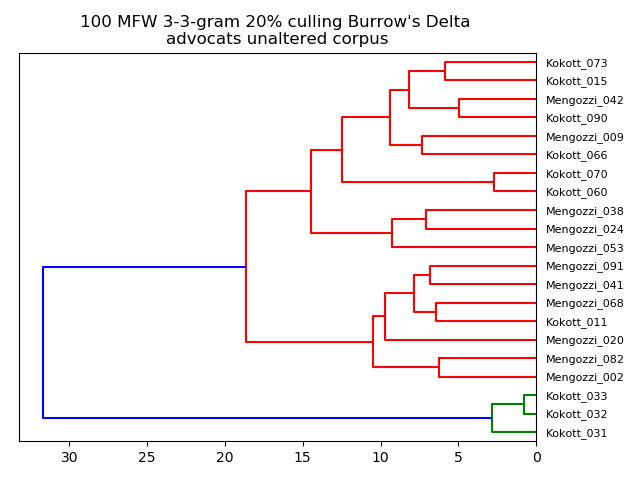 100 MFW 3-3-gram 20% culling Burrow's Delta
advocats unaltered corpus
Kokott_073
Kokott_015
Mengozzi_042
Kokott_090
Mengozzi_009
Kokott_066
Kokott_070
Kokott_060
Mengozzi_038
Mengozzi_024
Mengozzi_053
Mengozzi_091
Mengozzi_041
Mengozzi_068
Kokott_011
Mengozzi_020
Mengozzi_082
Mengozzi_002
Kokott_033
Kokott_032
Kokott_031
30 25 20 15 10 5 0